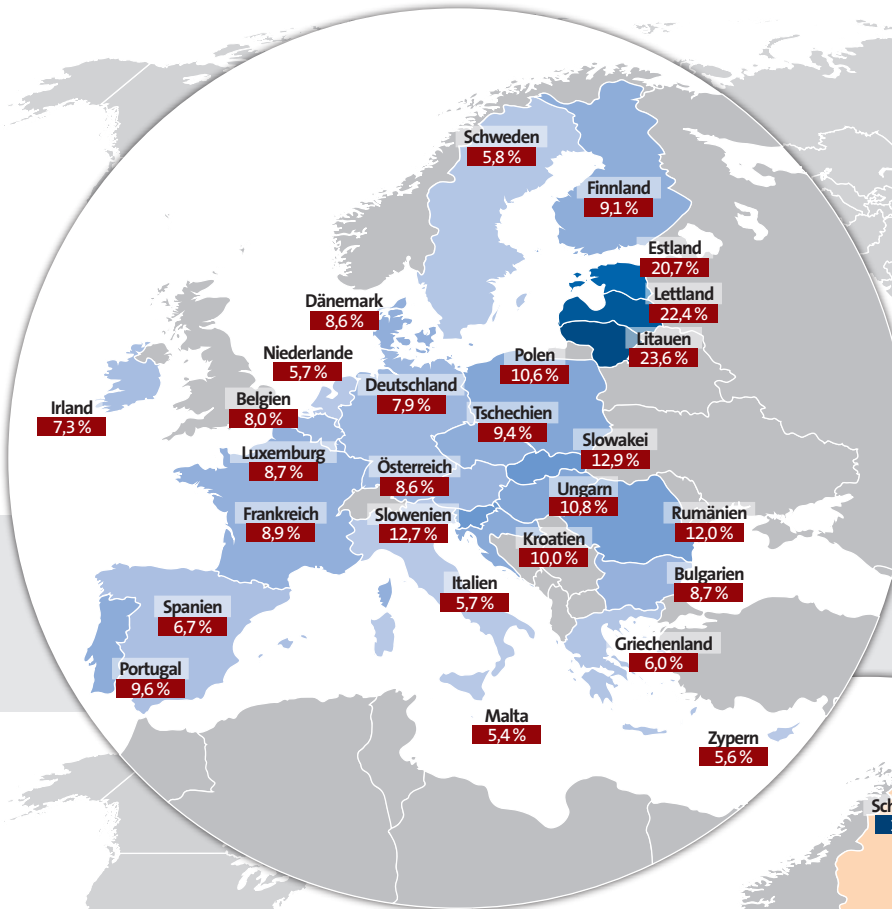 Schweden
5,8 %
Finnland
9,1 %
Estland
20,7 %
Lettland
22,4 %
Litauen
23,6 %
Dänemark
8,6 %
Niederlande
5,7 %
Polen
10,6 %
Deutschland
7,9 %
Irland
7,3 %
Belgien
8,0 %
Tschechien
9,4 %
Slowakei
12,9 %
Luxemburg
8,7 %
Österreich
8,6 %
Ungarn
10,8 %
Frankreich
8,9 %
Slowenien
12,7 %
Rumänien
12,0 %
Kroatien
10,0 %
Italien
5,7 %
Bulgarien
8,7 %
Spanien
6,7 %
Griechenland
6,0 %
Portugal
9,6 %
Malta
5,4 %
Zypern
5,6 %
Sch